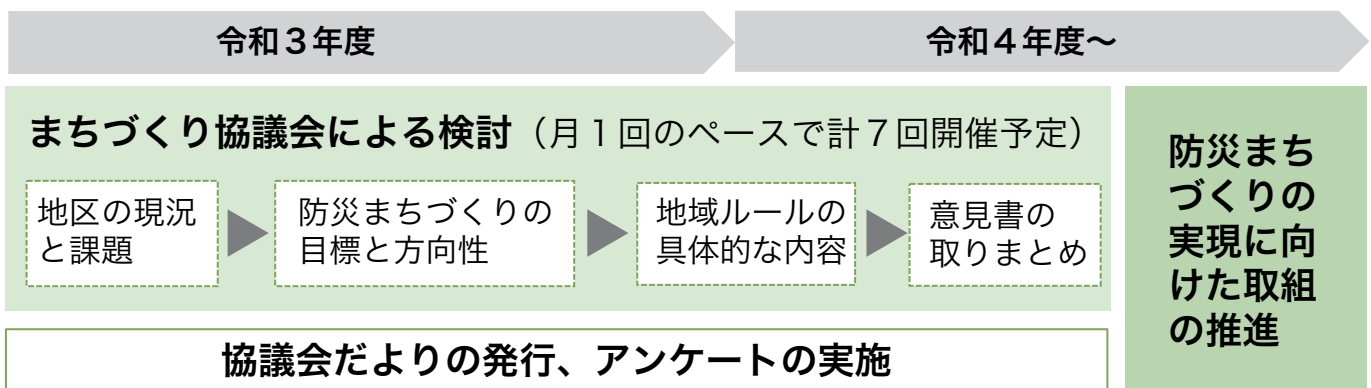 令和３年度
令和４年度～
まちづくり協議会による検討（月１回のペースで計７回開催予定）
地区の現況
と課題
防災まちづくりの
目標と方向性
地域ルールの
具体的な内容
意見書の
取りまとめ
協議会だよりの発行、アンケートの実施
防災まち
づくりの
実現に向
けた取組
の推進